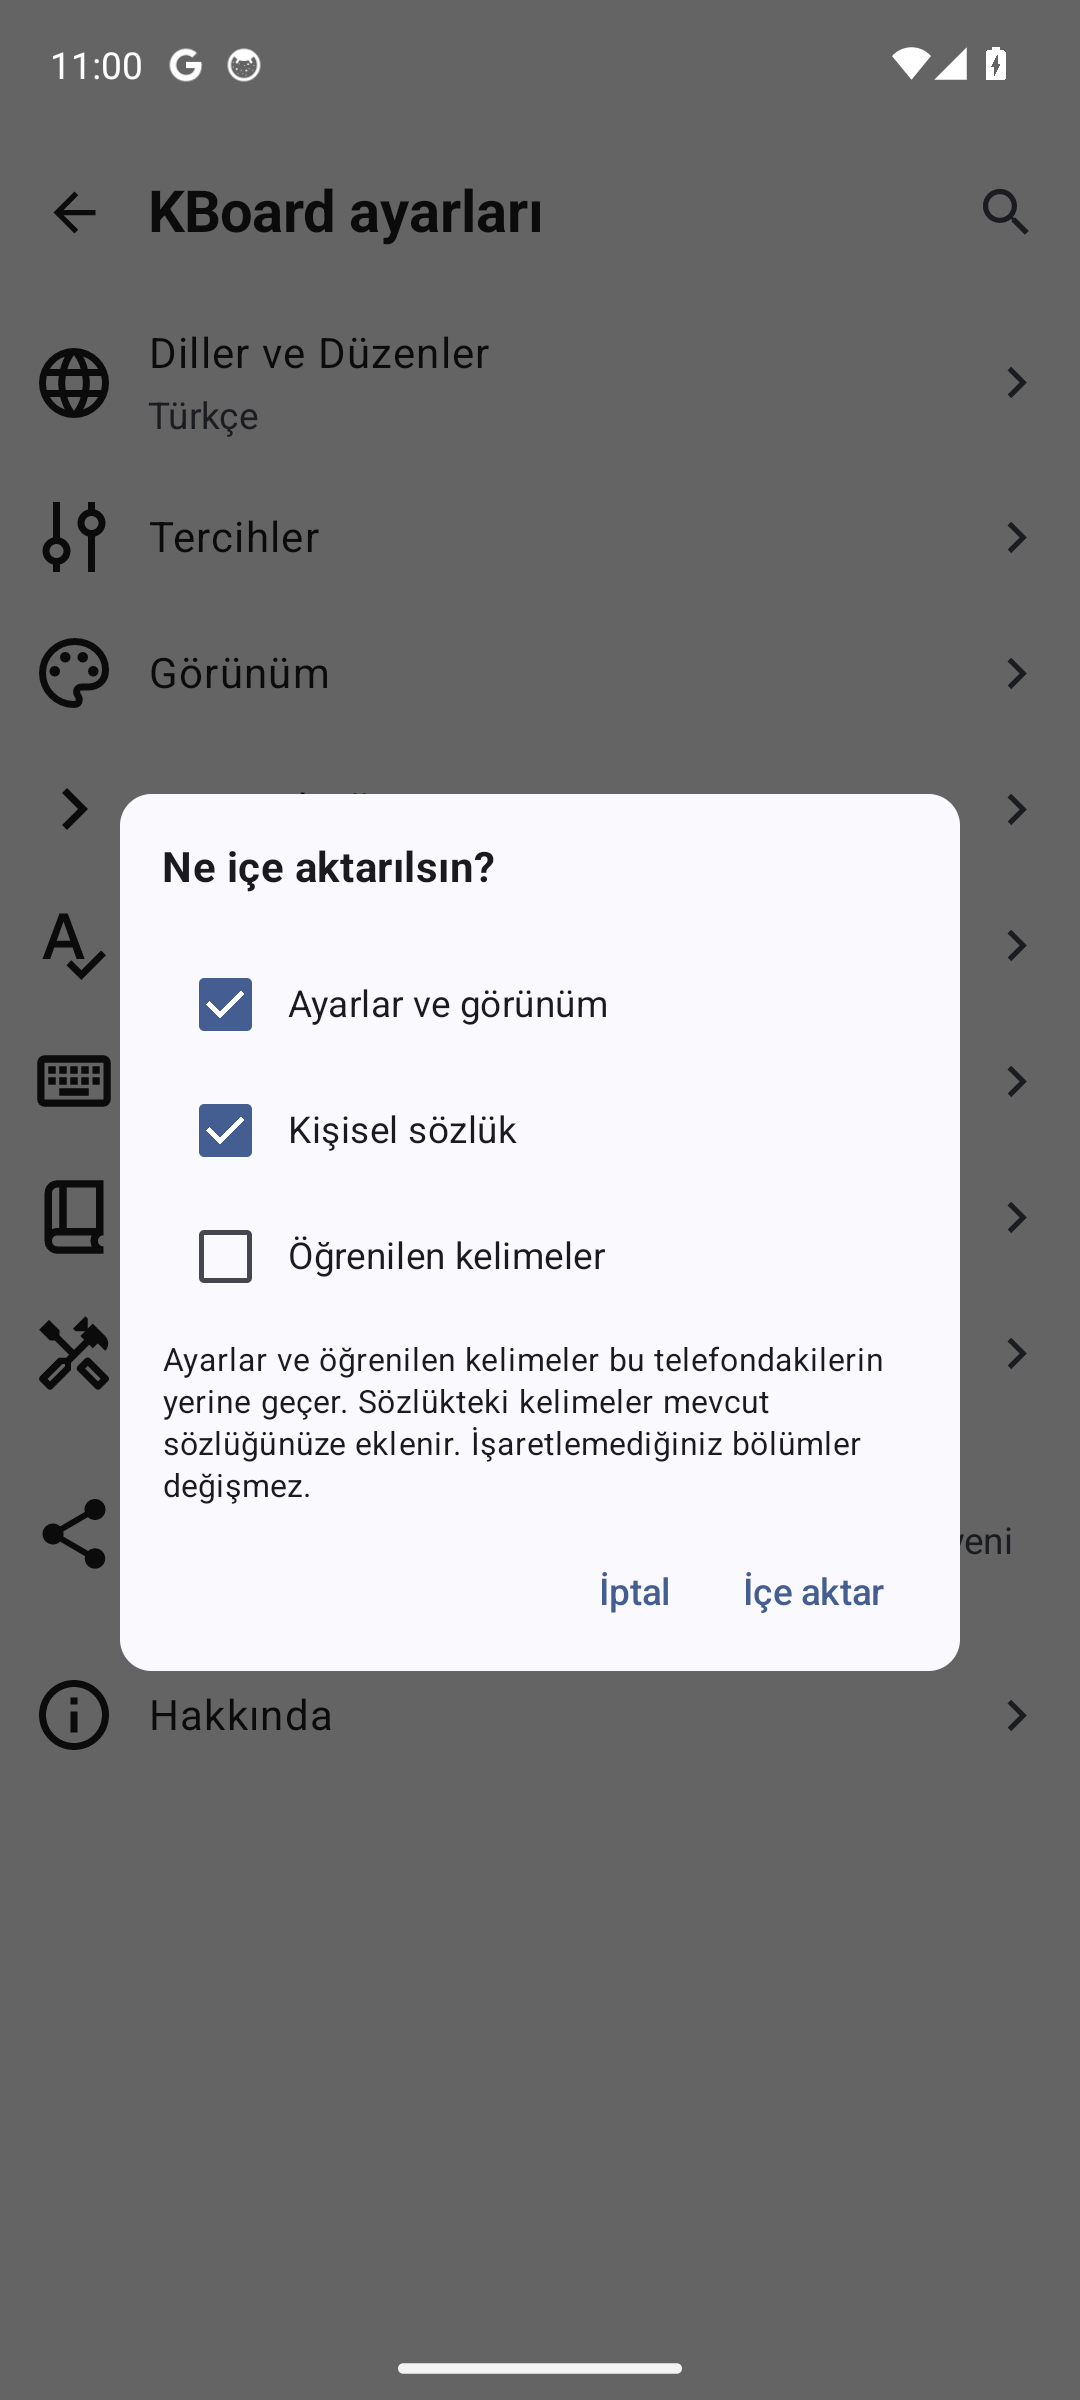 11:00
KBoard ayarları
Diller ve Düzenler
Türkçe
Tercihler
Görünüm
Ne içe aktarılsın?
Ayarlar ve görünüm
Kişisel sözlük
Öğrenilen kelimeler
Ayarlar ve öğrenilen kelimeler bu telefondakilerin
yerine geçer. Sözlükteki kelimeler mevcut
sözlüğünüze eklenir. İşaretlemediğiniz bölümler
değişmez.
yeni
İptal İçe aktar
Hakkında